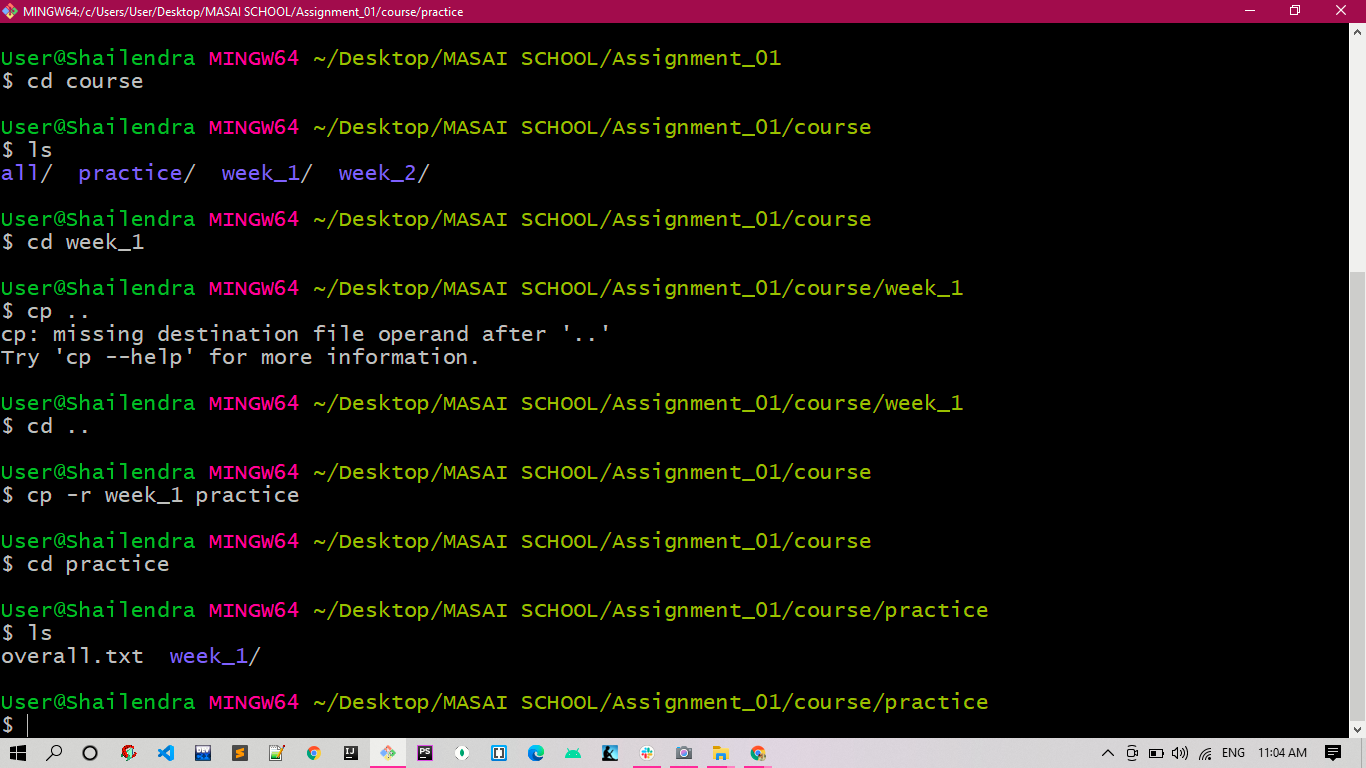 MINGW64:/c/Users/User/Desktop/MASAI SCHOOL/Assignment_01/course/practice
User@Shailendra MINGW64 ~/Desktop/MASAI SCHOOL/Assignment_01
$ cd course
User@Shailendra MINGW64 ~/Desktop/MASAI SCHOOL/Assignment_01/course
$ ls
all/  practice/  week_1/  week_2/
User@Shailendra MINGW64 ~/Desktop/MASAI SCHOOL/Assignment_01/course
$ cd week_1
User@Shailendra MINGW64 ~/Desktop/MASAI SCHOOL/Assignment_01/course/week_1
$ cp ..
cp: missing destination file operand after '..'
Try 'cp --help' for more information.
User@Shailendra MINGW64 ~/Desktop/MASAI SCHOOL/Assignment_01/course/week_1
$ cd ..
User@Shailendra MINGW64 ~/Desktop/MASAI SCHOOL/Assignment_01/course
$ cp -r week_1 practice
User@Shailendra MINGW64 ~/Desktop/MASAI SCHOOL/Assignment_01/course
$ cd practice
User@Shailendra MINGW64 ~/Desktop/MASAI SCHOOL/Assignment_01/course/practice
$ ls
overall.txt  week_1/
User@Shailendra MINGW64 ~/Desktop/MASAI SCHOOL/Assignment_01/course/practice
$
IJ PS ENG 11:04 AM